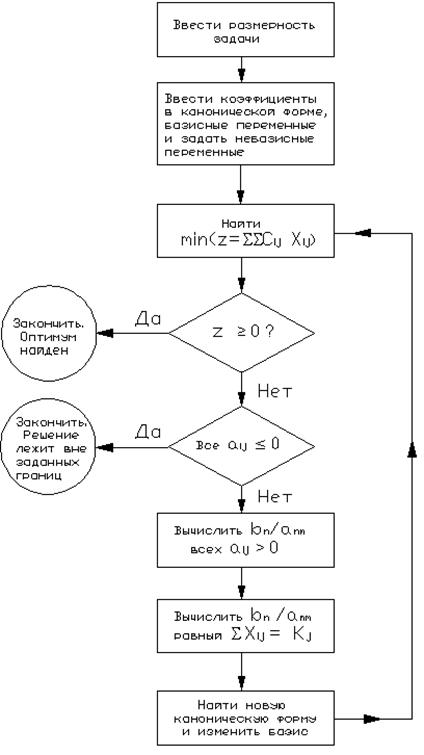 Ввести размерность
задачи
Ввести коэффициенты
в канонической форме,
базисные переменные
и задать небазисные
переменные
Найти
min(z=ΣΣCij Xij)
z ≥0?
Да
Закончить.
Оптимум
найден
Нет
Все aij ≤ 0
Да
Закончить.
Решение
лежит вне
заданных
границ
Нет
Вычислить bn/anm
всех aij > 0
Вычислить bn/anm
равный ΣXij= Kj
Найти новую
каноническую форму
и изменить базис